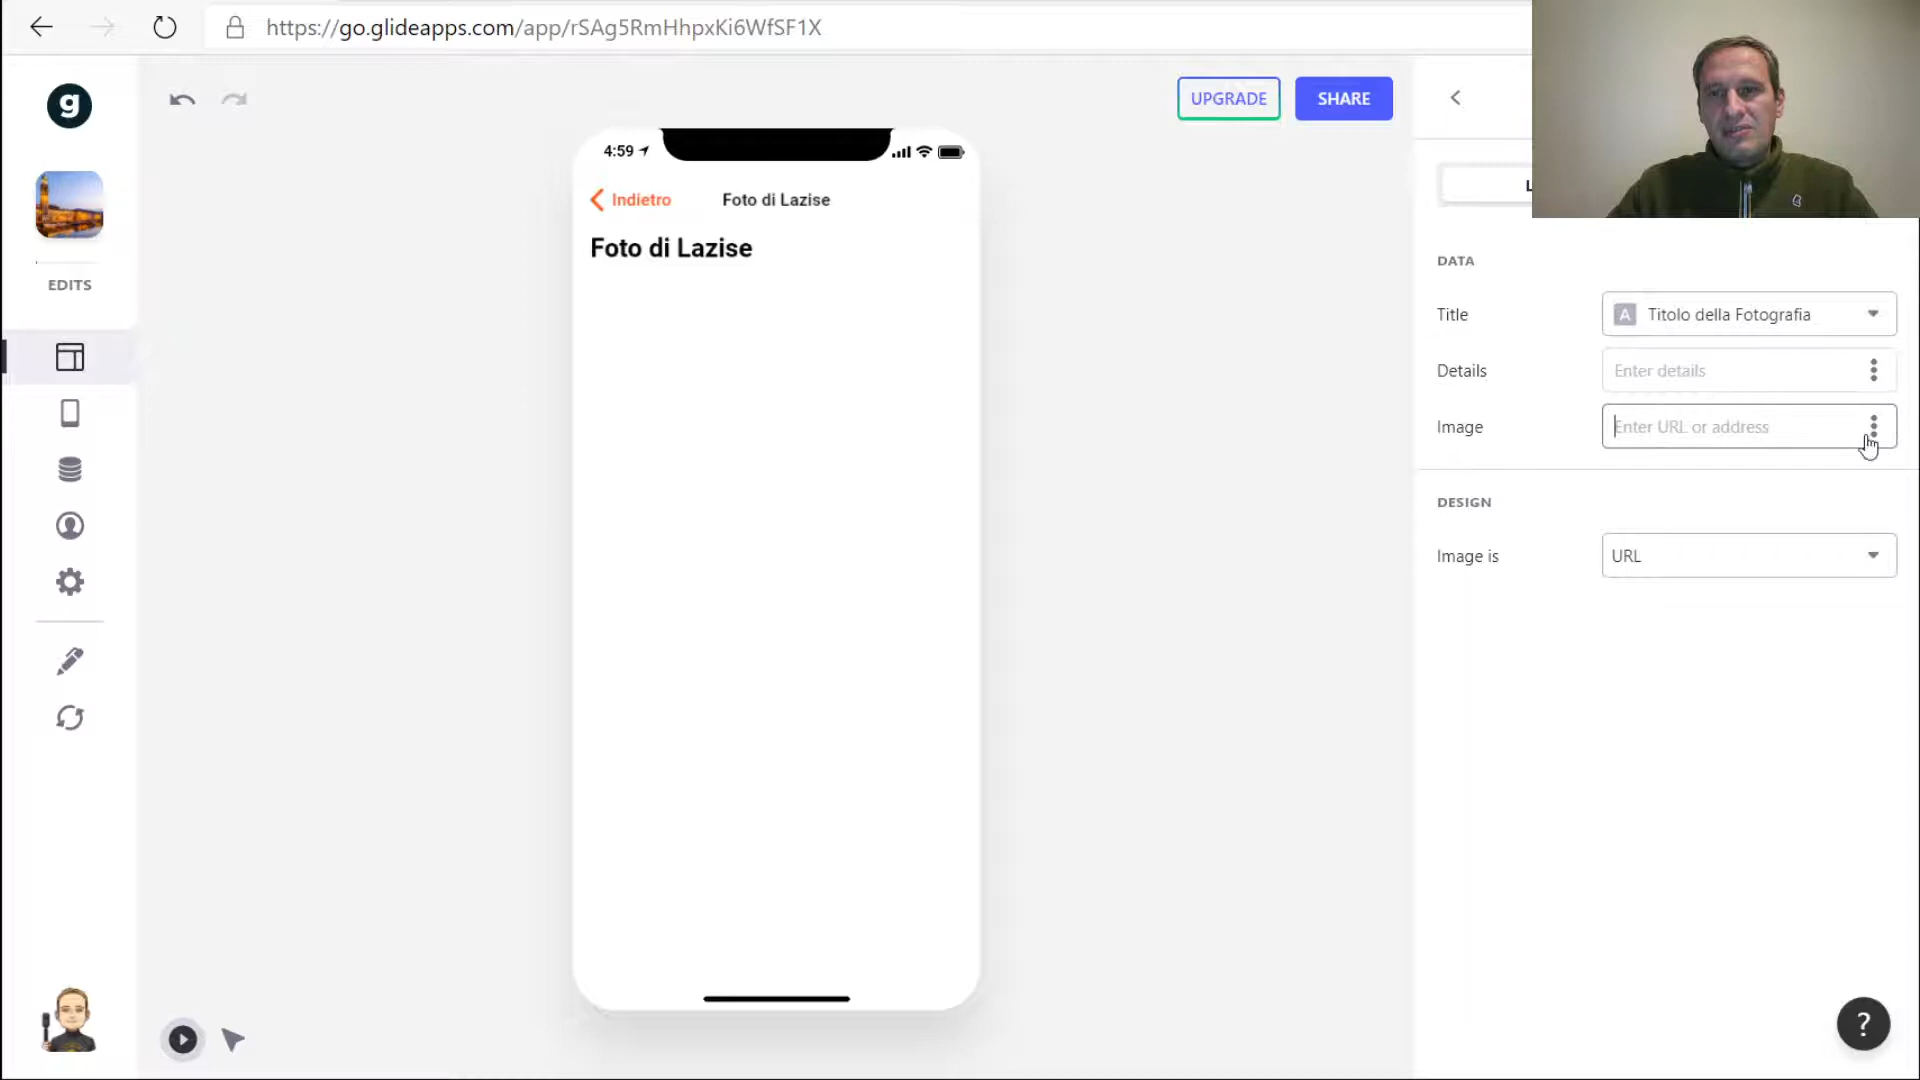 https://go.glideapps.com/app/rSAg5RmHhpxKi6WfSF1X
g
EDITS
UPGRADE
SHARE
4:59
Indietro
Foto di Lazise
Foto di Lazise
DATA
Title
A Titolo della Fotografia
Details
Enter details
Image
Enter URL or address
DESIGN
Image is
URL
?